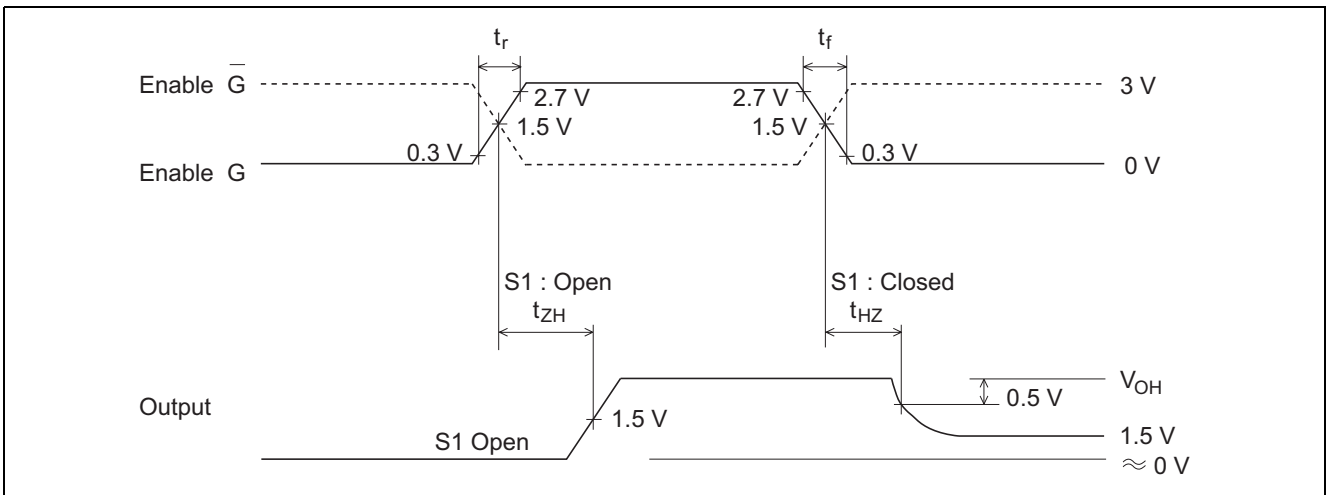 tr tf
Enable G̅ 3 V
2.7 V 2.7 V
1.5 V 1.5 V
0.3 V 0.3 V
Enable G 0 V
S1 : Open S1 : Closed
tZH tHZ
VOH
Output 0.5 V
1.5 V
S1 Open 1.5 V
≈ 0 V